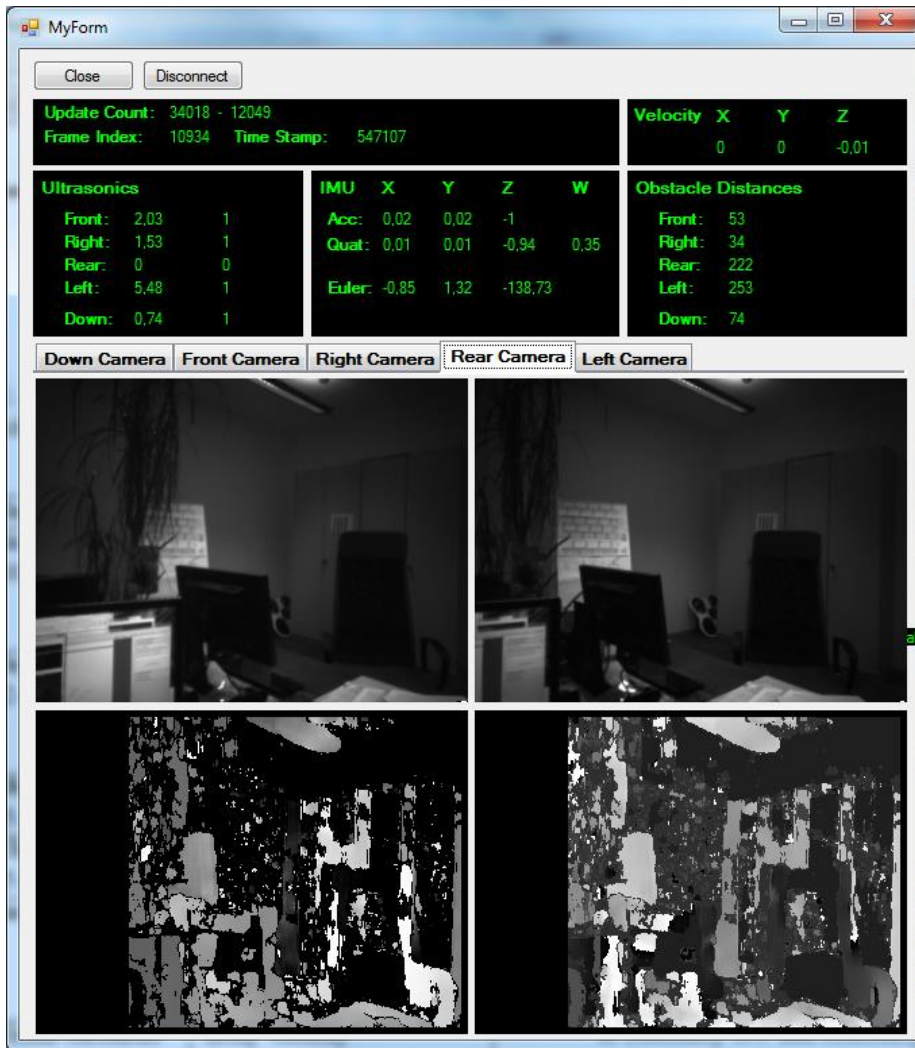 MyForm
Close Disconnect
Update Count: 34018 - 12049
Frame Index: 10934 Time Stamp: 547107
Velocity X Y Z
0 0 -0,01
Ultrasonics
Front: 2,03 1
Right: 1,53 1
Rear: 0 0
Left: 5,48 1
Down: 0,74 1
IMU X Y Z W
Acc: 0,02 0,02 -1
Quat: 0,01 0,01 -0,94 0,35
Euler: -0,85 1,32 -138,73
Obstacle Distances
Front: 53
Right: 34
Rear: 222
Left: 253
Down: 74
Down Camera Front Camera Right Camera Rear Camera Left Camera
a